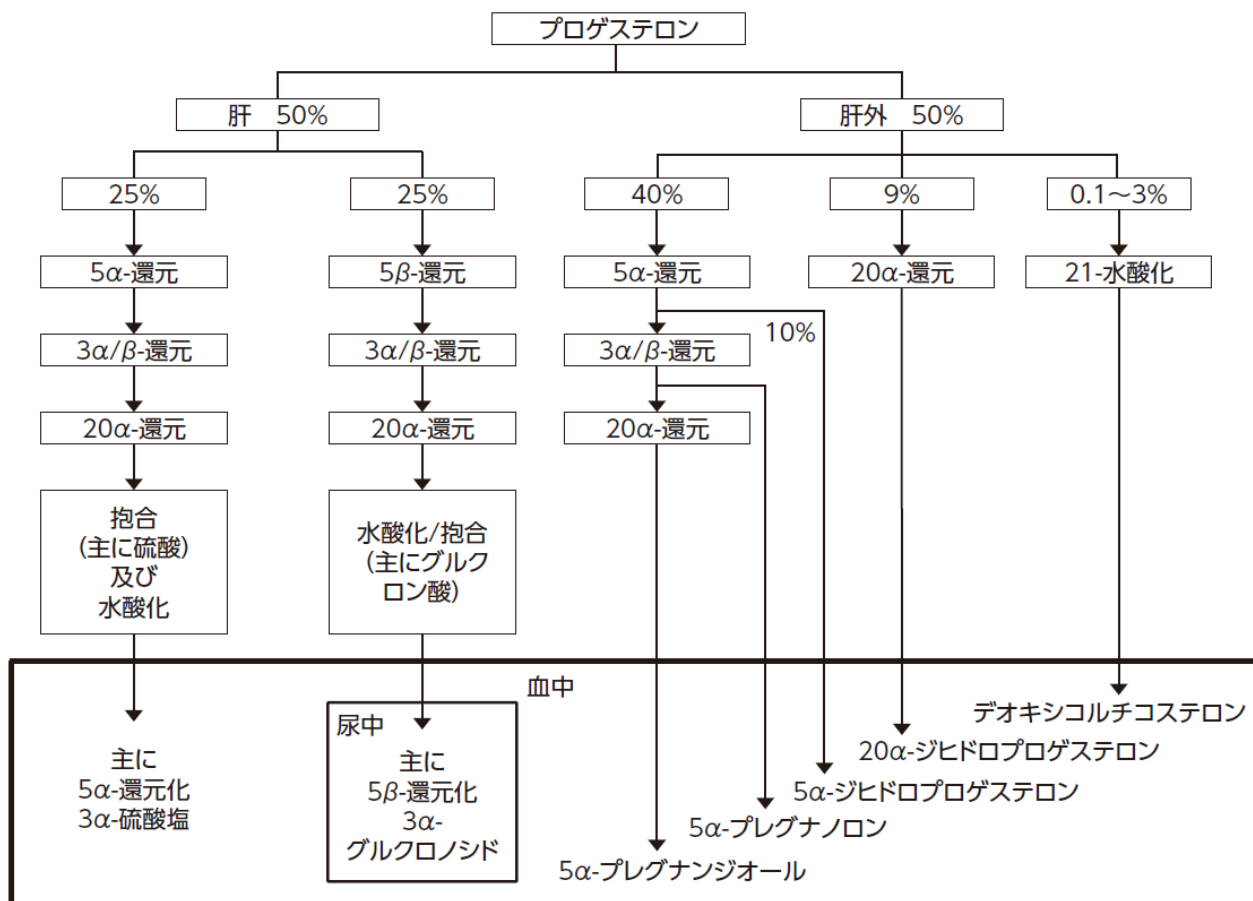 プロゲステロン
肝 50%
肝外 50%
25%
25%
40%
9%
0.1〜3%
5α-還元
5β-還元
5α-還元
20α-還元
21-水酸化
10%
3α/β-還元
3α/β-還元
3α/β-還元
20α-還元
20α-還元
20α-還元
抱合
(主に硫酸)
及び
水酸化
水酸化/抱合
(主にグルク
ロン酸)
血中
尿中
主に
5α-還元化
3α-硫酸塩
主に
5β-還元化
3α-
グルクロノシド
デオキシコルチコステロン
20α-ジヒドロプロゲステロン
5α-ジヒドロプロゲステロン
5α-プレグナノロン
5α-プレグナンジオール